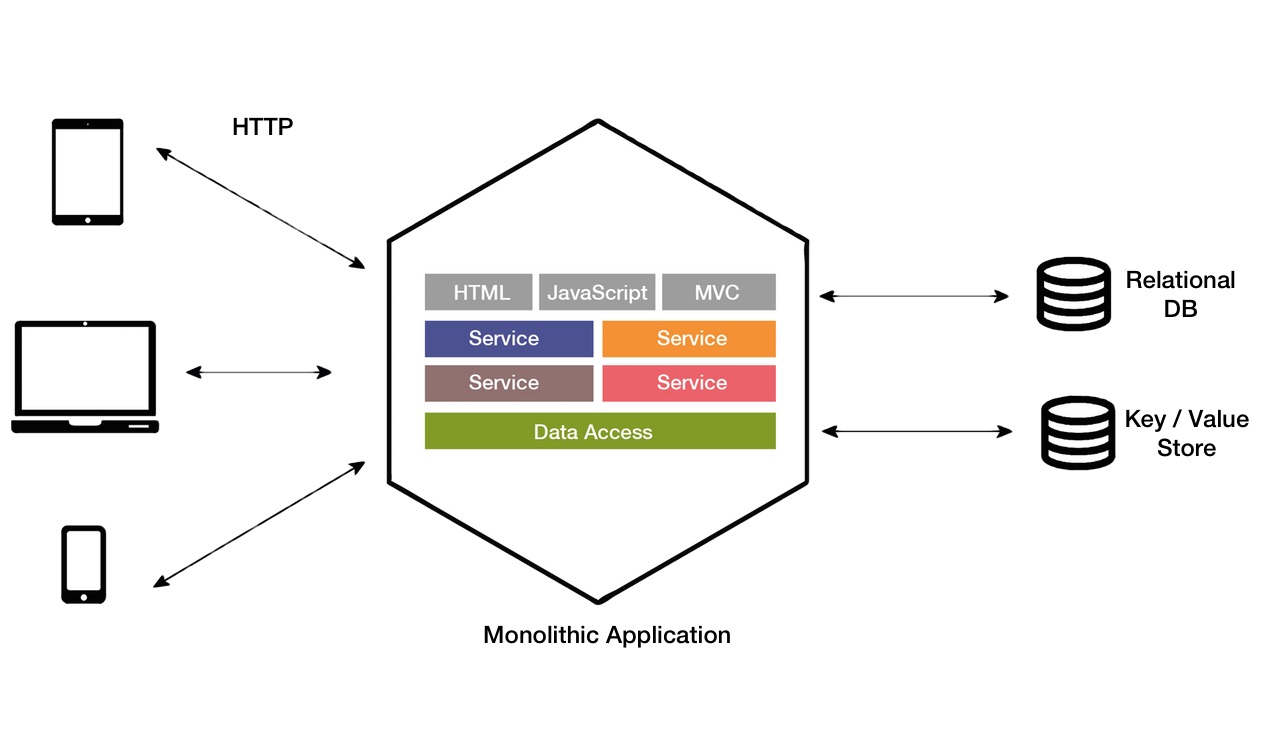 HTTP
HTML JavaScript MVC
Service Service
Service Service
Data Access
Relational
DB
Key / Value
Store
Monolithic Application